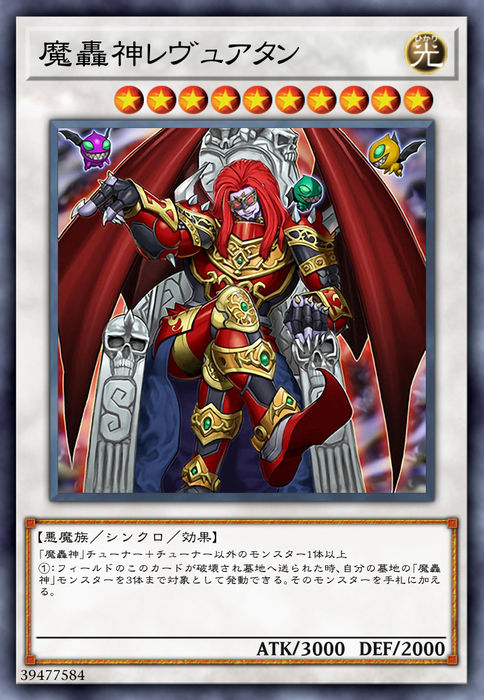 魔轟神レヴュアタン
ひかり
光
【悪魔族／シンクロ／効果】
「魔轟神」チューナー＋チューナー以外のモンスター1体以上
①：フィールドのこのカードが破壊され墓地へ送られた時、自分の墓地の「魔轟
神」モンスターを3体まで対象として発動できる。そのモンスターを手札に加え
る。
ATK/3000 DEF/2000
39477584